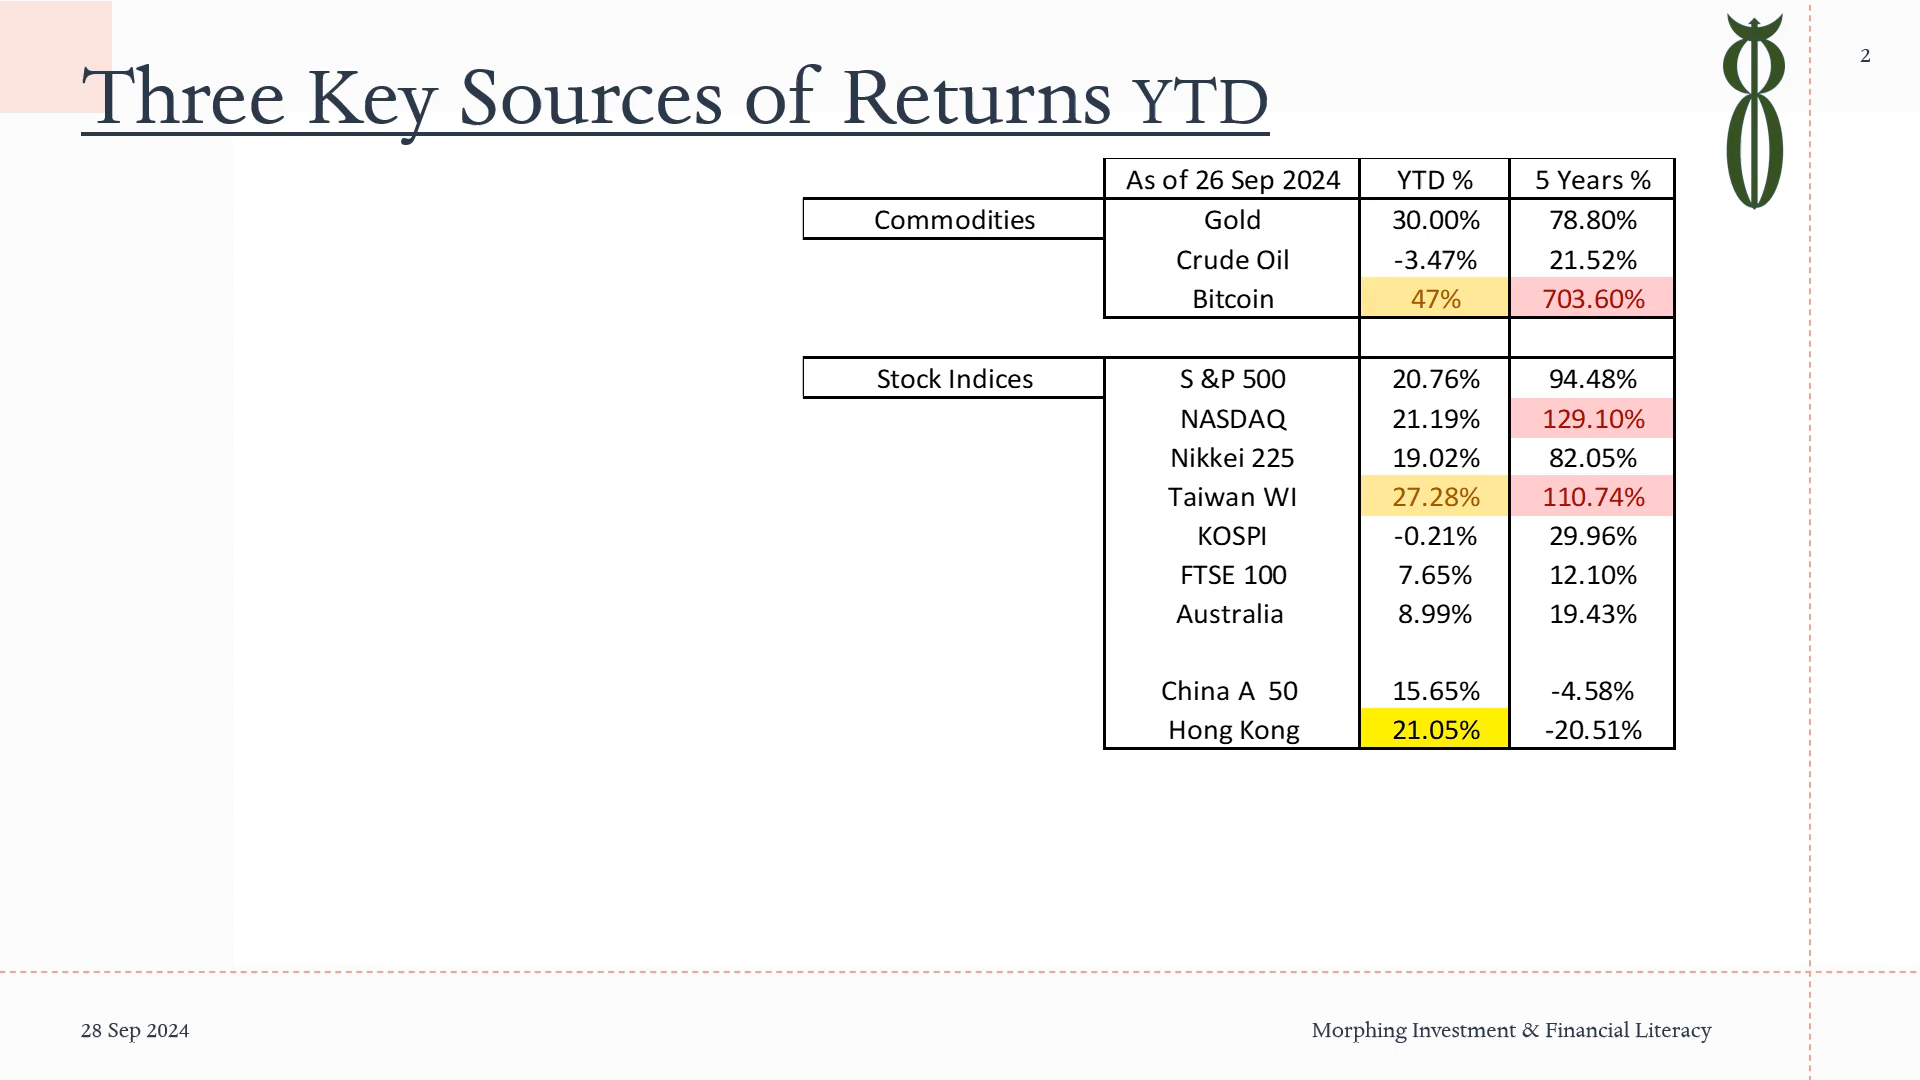 2
Three Key Sources of Returns YTD
As of 26 Sep 2024 YTD % 5 Years %
Commodities Gold 30.00% 78.80%
Crude Oil -3.47% 21.52%
Bitcoin 47% 703.60%
Stock Indices S &P 500 20.76% 94.48%
NASDAQ 21.19% 129.10%
Nikkei 225 19.02% 82.05%
Taiwan WI 27.28% 110.74%
KOSPI -0.21% 29.96%
FTSE 100 7.65% 12.10%
Australia 8.99% 19.43%
China A 50 15.65% -4.58%
Hong Kong 21.05% -20.51%
28 Sep 2024 Morphing Investment & Financial Literacy